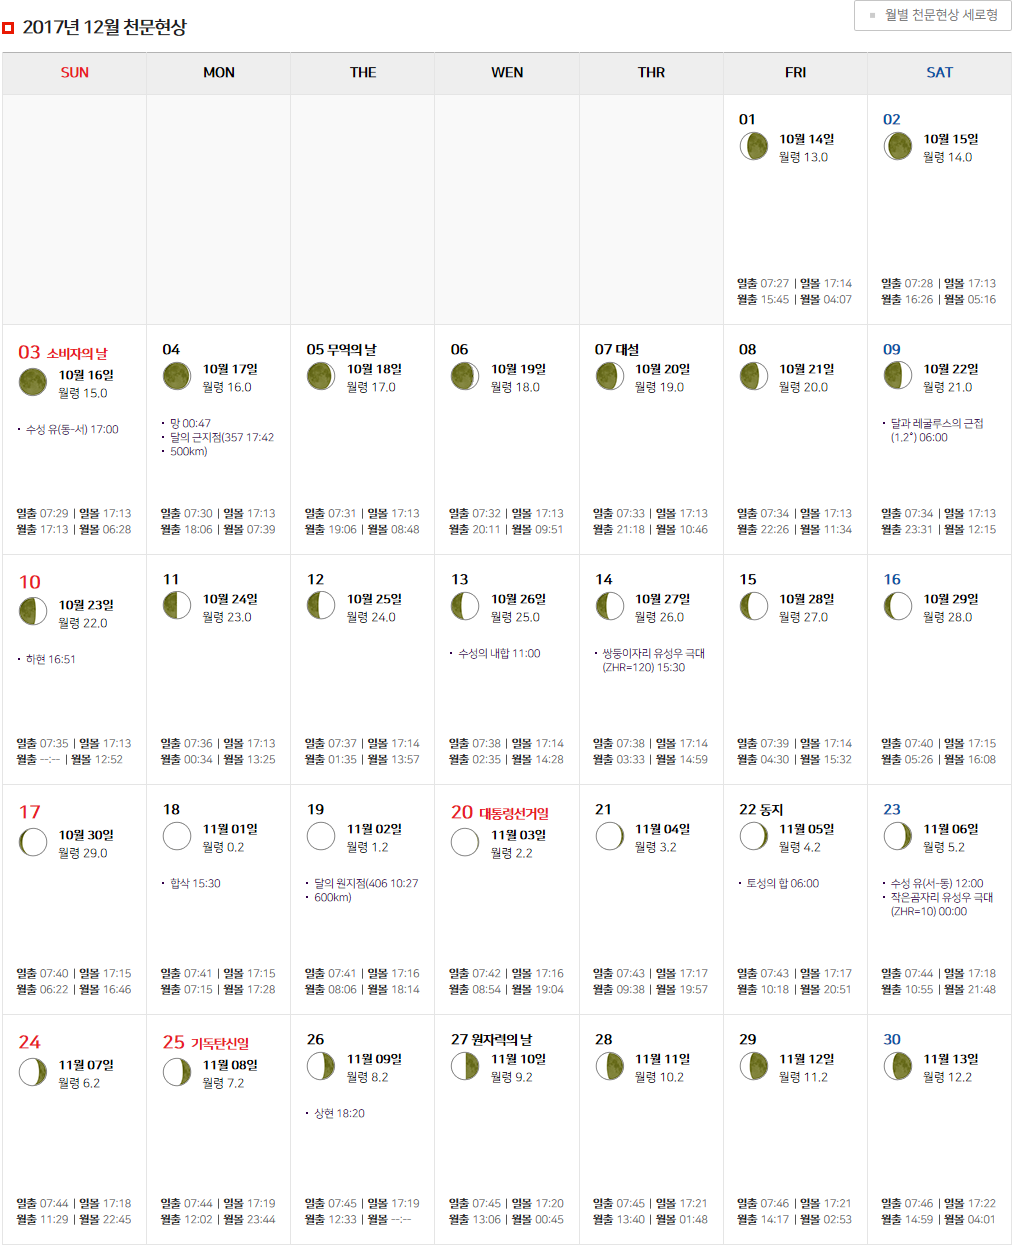 월별 천문현상 세로형
2017년 12월 천문현상
SUN MON THE WEN THR FRI SAT
01
10월 14일
월령 13.0
일출 07:27 | 일몰 17:14
월출 15:45 | 월몰 04:07
02
10월 15일
월령 14.0
일출 07:28 | 일몰 17:13
월출 16:26 | 월몰 05:16
03 소비자의 날
10월 16일
월령 15.0
수성 유(동-서) 17:00
일출 07:29 | 일몰 17:13
월출 17:13 | 월몰 06:28
04
10월 17일
월령 16.0
망 00:47
달의 근지점(357 17:42
500km)
일출 07:30 | 일몰 17:13
월출 18:06 | 월몰 07:39
05 무역의 날
10월 18일
월령 17.0
일출 07:31 | 일몰 17:13
월출 19:06 | 월몰 08:48
06
10월 19일
월령 18.0
일출 07:32 | 일몰 17:13
월출 20:11 | 월몰 09:51
07 대설
10월 20일
월령 19.0
일출 07:33 | 일몰 17:13
월출 21:18 | 월몰 10:46
08
10월 21일
월령 20.0
일출 07:34 | 일몰 17:13
월출 22:26 | 월몰 11:34
09
10월 22일
월령 21.0
달과 레굴루스의 근접
(1.2°) 06:00
일출 07:34 | 일몰 17:13
월출 23:31 | 월몰 12:15
10
10월 23일
월령 22.0
하현 16:51
일출 07:35 | 일몰 17:13
월출 --:-- | 월몰 12:52
11
10월 24일
월령 23.0
일출 07:36 | 일몰 17:13
월출 00:34 | 월몰 13:25
12
10월 25일
월령 24.0
일출 07:37 | 일몰 17:14
월출 01:35 | 월몰 13:57
13
10월 26일
월령 25.0
수성의 내합 11:00
일출 07:38 | 일몰 17:14
월출 02:35 | 월몰 14:28
14
10월 27일
월령 26.0
쌍둥이자리 유성우 극대
(ZHR=120) 15:30
일출 07:38 | 일몰 17:14
월출 03:33 | 월몰 14:59
15
10월 28일
월령 27.0
일출 07:39 | 일몰 17:14
월출 04:30 | 월몰 15:32
16
10월 29일
월령 28.0
일출 07:40 | 일몰 17:15
월출 05:26 | 월몰 16:08
17
10월 30일
월령 29.0
일출 07:40 | 일몰 17:15
월출 06:22 | 월몰 16:46
18
11월 01일
월령 0.2
합삭 15:30
일출 07:41 | 일몰 17:15
월출 07:15 | 월몰 17:28
19
11월 02일
월령 1.2
달의 원지점(406 10:27
600km)
일출 07:41 | 일몰 17:16
월출 08:06 | 월몰 18:14
20 대통령선거일
11월 03일
월령 2.2
일출 07:42 | 일몰 17:16
월출 08:54 | 월몰 19:04
21
11월 04일
월령 3.2
일출 07:43 | 일몰 17:17
월출 09:38 | 월몰 19:57
22 동지
11월 05일
월령 4.2
토성의 합 06:00
일출 07:43 | 일몰 17:17
월출 10:18 | 월몰 20:51
23
11월 06일
월령 5.2
수성 유(서-동) 12:00
작은곰자리 유성우 극대
(ZHR=10) 00:00
일출 07:44 | 일몰 17:18
월출 10:55 | 월몰 21:48
24
11월 07일
월령 6.2
일출 07:44 | 일몰 17:18
월출 11:29 | 월몰 22:45
25 기독탄신일
11월 08일
월령 7.2
일출 07:44 | 일몰 17:19
월출 12:02 | 월몰 23:44
26
11월 09일
월령 8.2
상현 18:20
일출 07:45 | 일몰 17:19
월출 12:33 | 월몰 --:--
27 원자력의 날
11월 10일
월령 9.2
일출 07:45 | 일몰 17:20
월출 13:06 | 월몰 00:45
28
11월 11일
월령 10.2
일출 07:45 | 일몰 17:21
월출 13:40 | 월몰 01:48
29
11월 12일
월령 11.2
일출 07:46 | 일몰 17:21
월출 14:17 | 월몰 02:53
30
11월 13일
월령 12.2
일출 07:46 | 일몰 17:22
월출 14:59 | 월몰 04:01